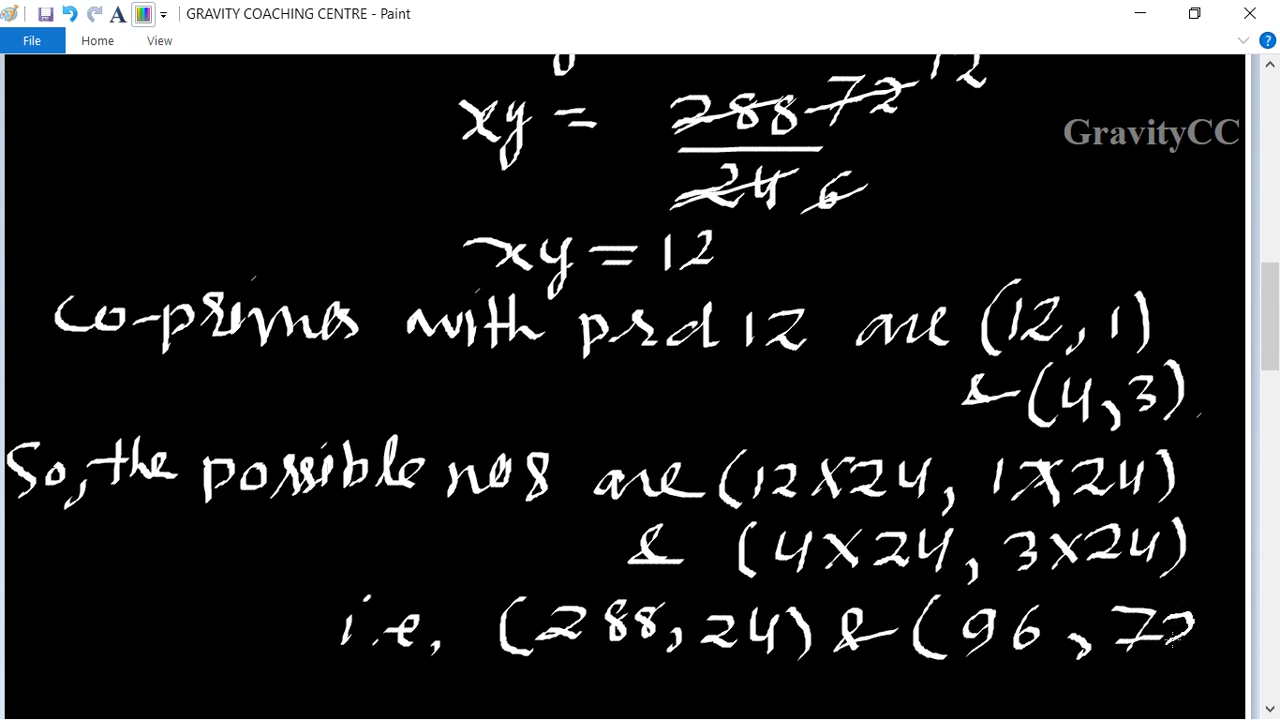 GRAVITY COACHING CENTRE - Paint
File Home View
12
xy = 288 72
GravityCC
24 6
xy = 12
Co-primes with prd 12 are (12, 1)
& (4, 3)
So, the possible nos are (12X24, 1X24)
& (4X24, 3X24)
i.e, (288, 24) & (96, 72